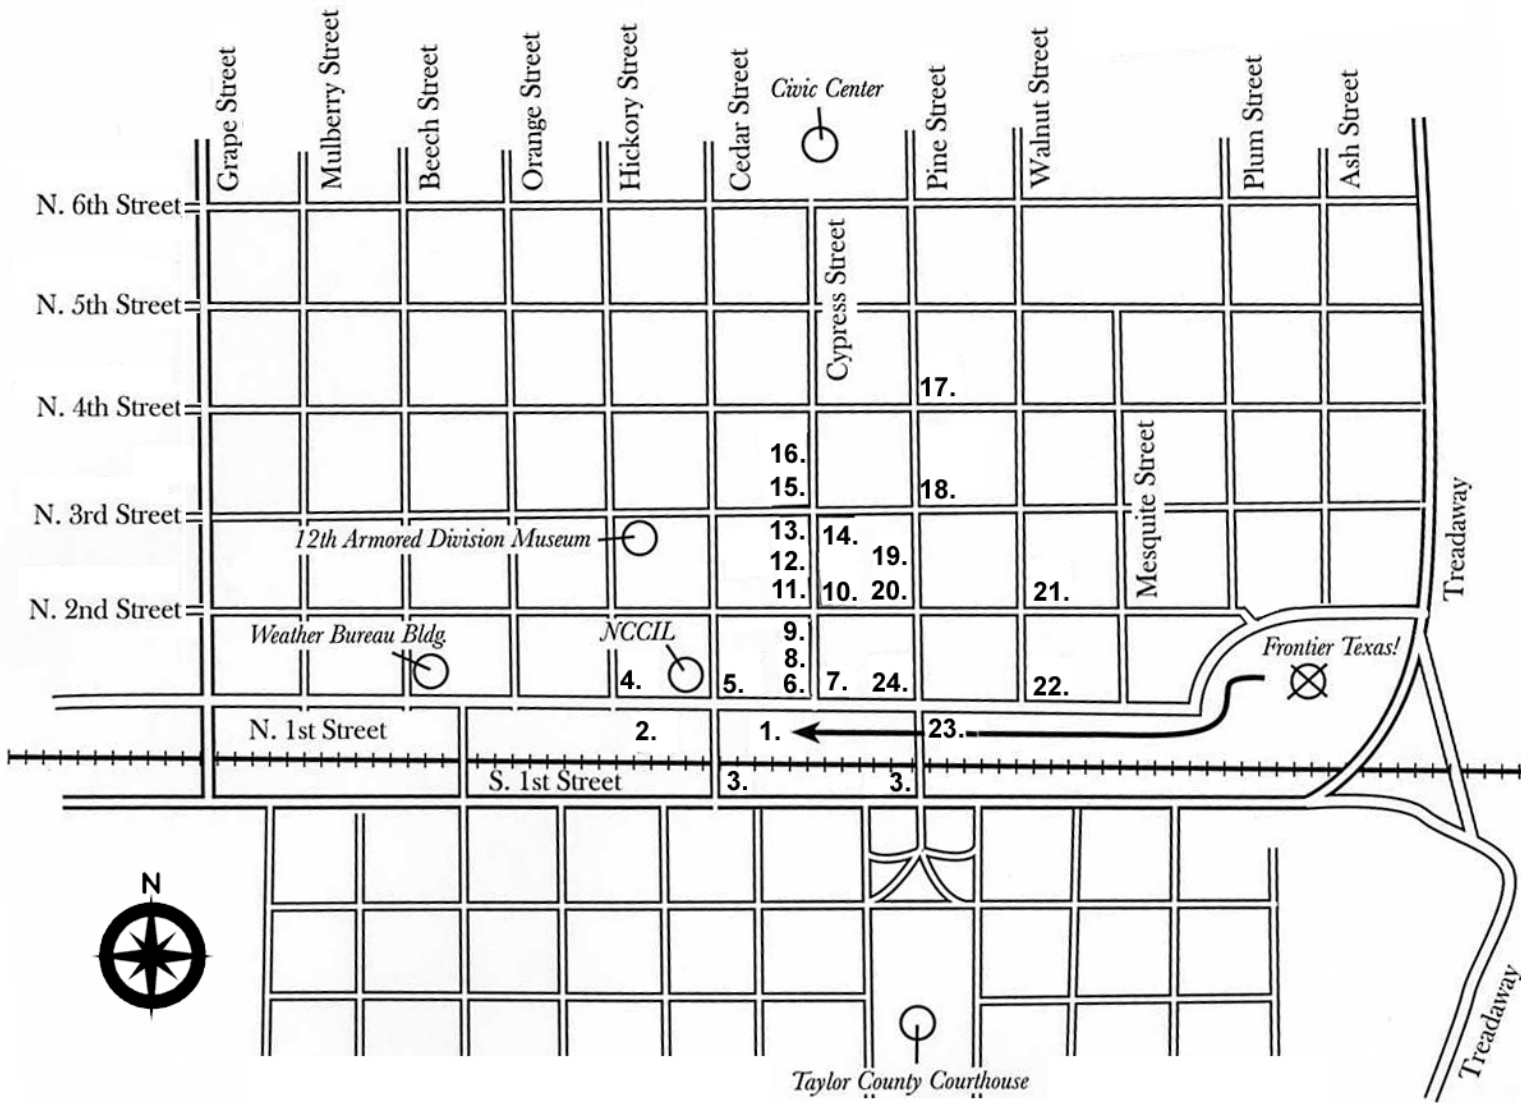 Grape Street
Mulberry Street
Beech Street
Orange Street
Hickory Street
Cedar Street
Civic Center
Pine Street
Walnut Street
Plum Street
Ash Street
N. 6th Street
Cypress Street
N. 5th Street
17.
N. 4th Street
Mesquite Street
16.
15.
18.
Treadaway
N. 3rd Street
12th Armored Division Museum
13.
14.
12.
19.
11.
10.
20.
21.
N. 2nd Street
Weather Bureau Bldg.
NCCIL
9.
Frontier Texas!
8.
4.
5.
6.
7.
24.
22.
N. 1st Street
2.
1.
23.
S. 1st Street
3.
3.
N
Treadaway
Taylor County Courthouse